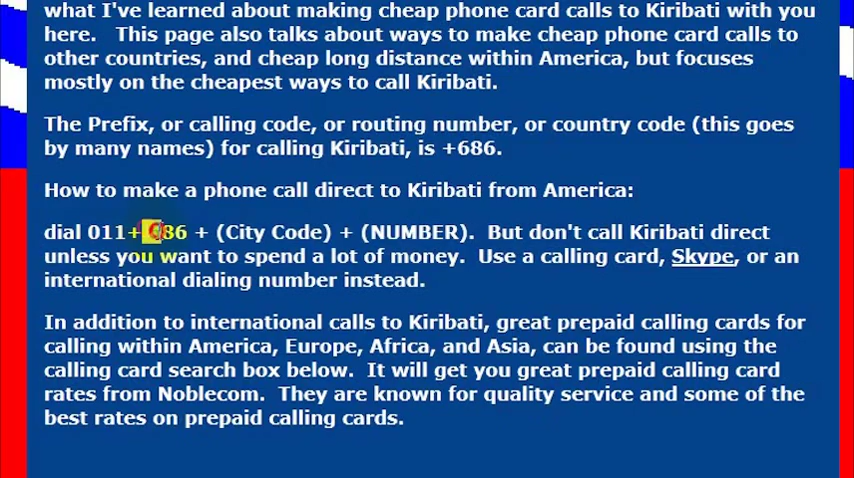 what I've learned about making cheap phone card calls to Kiribati with you
here.  This page also talks about ways to make cheap phone card calls to
other countries, and cheap long distance within America, but focuses
mostly on the cheapest ways to call Kiribati.
The Prefix, or calling code, or routing number, or country code (this goes
by many names) for calling Kiribati, is +686.
How to make a phone call direct to Kiribati from America:
dial 011+ 686 + (City Code) + (NUMBER).  But don't call Kiribati direct
unless you want to spend a lot of money.  Use a calling card, Skype, or an
international dialing number instead.
In addition to international calls to Kiribati, great prepaid calling cards for
calling within America, Europe, Africa, and Asia, can be found using the
calling card search box below.  It will get you great prepaid calling card
rates from Noblecom.  They are known for quality service and some of the
best rates on prepaid calling cards.